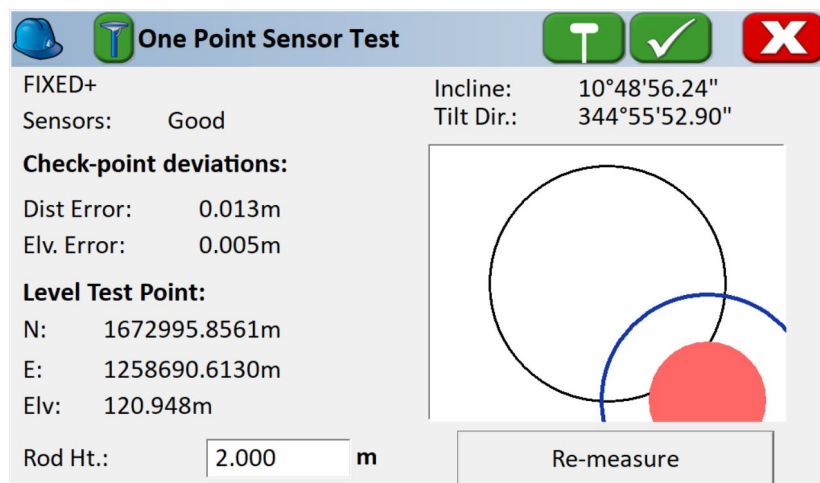 One Point Sensor Test
FIXED+
Sensors: Good
Incline: 10°48'56.24"
Tilt Dir.: 344°55'52.90"
Check-point deviations:
Dist Error: 0.013m
Elv. Error: 0.005m
Level Test Point:
N: 1672995.8561m
E: 1258690.6130m
Elv: 120.948m
Rod Ht.: 2.000 m
Re-measure